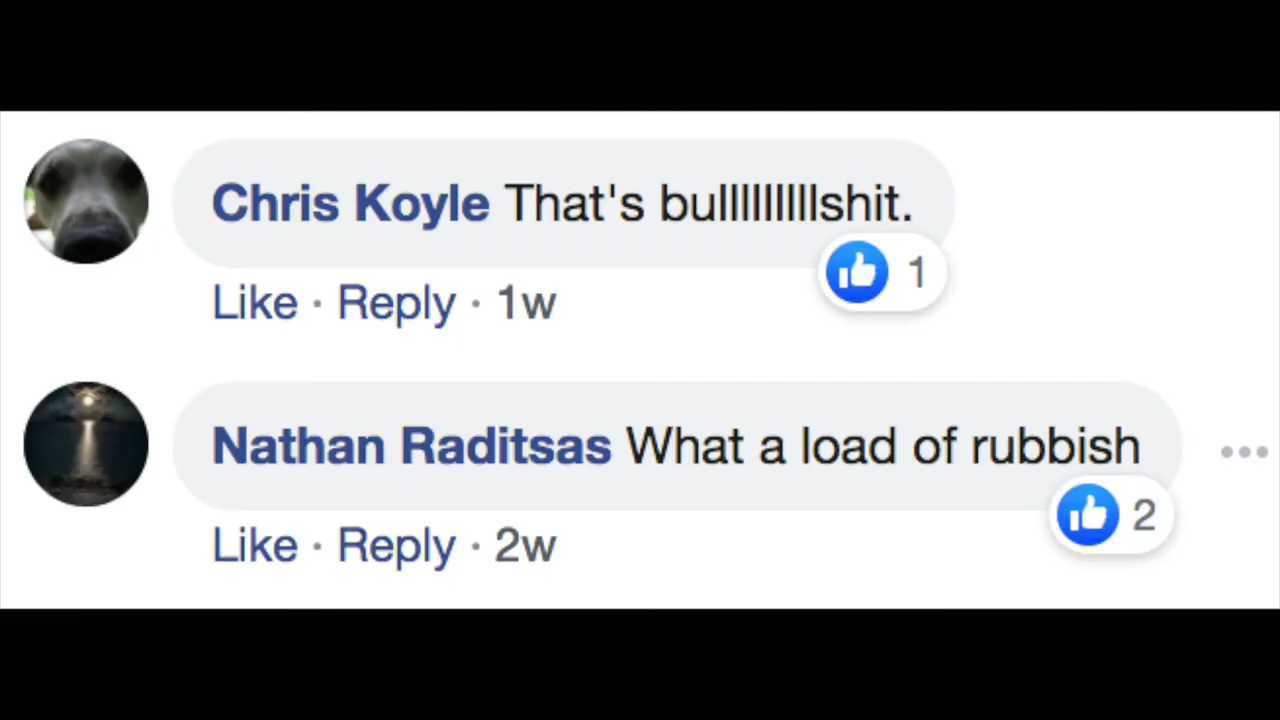 Chris Koyle That's bulllllllllshit.
1
Like · Reply · 1w
Nathan Raditsas What a load of rubbish
2
Like · Reply · 2w